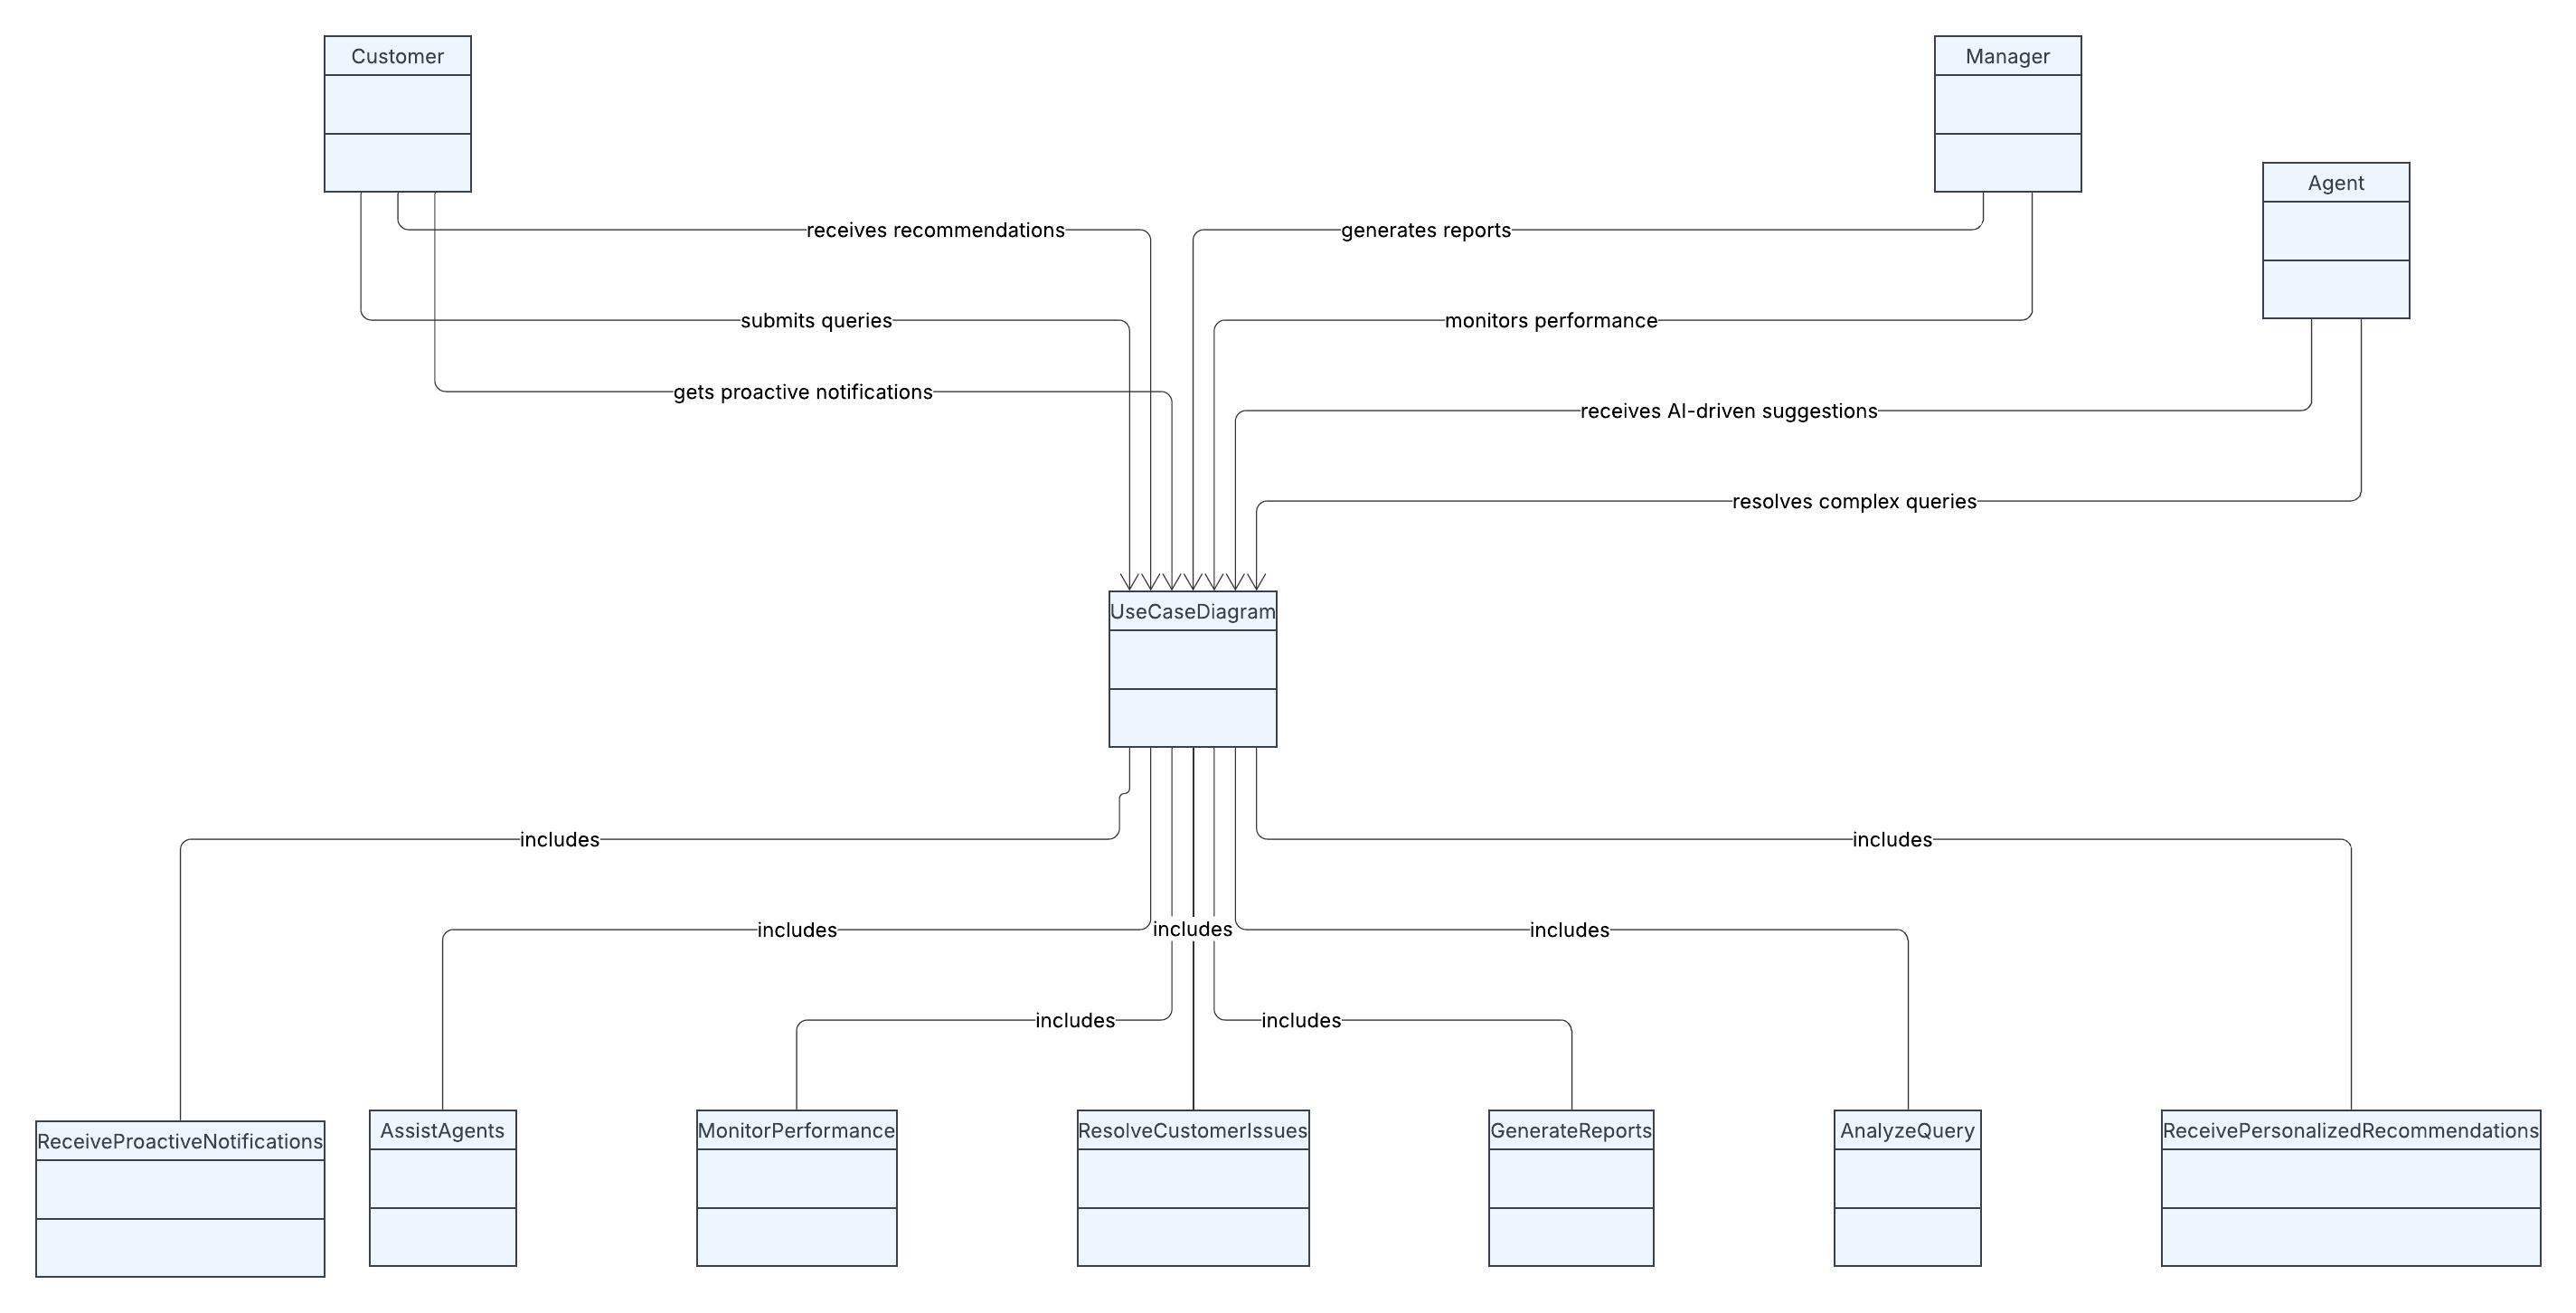 Customer
Manager
Agent
receives recommendations
generates reports
submits queries
monitors performance
gets proactive notifications
receives AI-driven suggestions
resolves complex queries
UseCaseDiagram
includes
includes
includes
includes
includes
includes
includes
ReceiveProactiveNotifications
AssistAgents
MonitorPerformance
ResolveCustomerIssues
GenerateReports
AnalyzeQuery
ReceivePersonalizedRecommendations